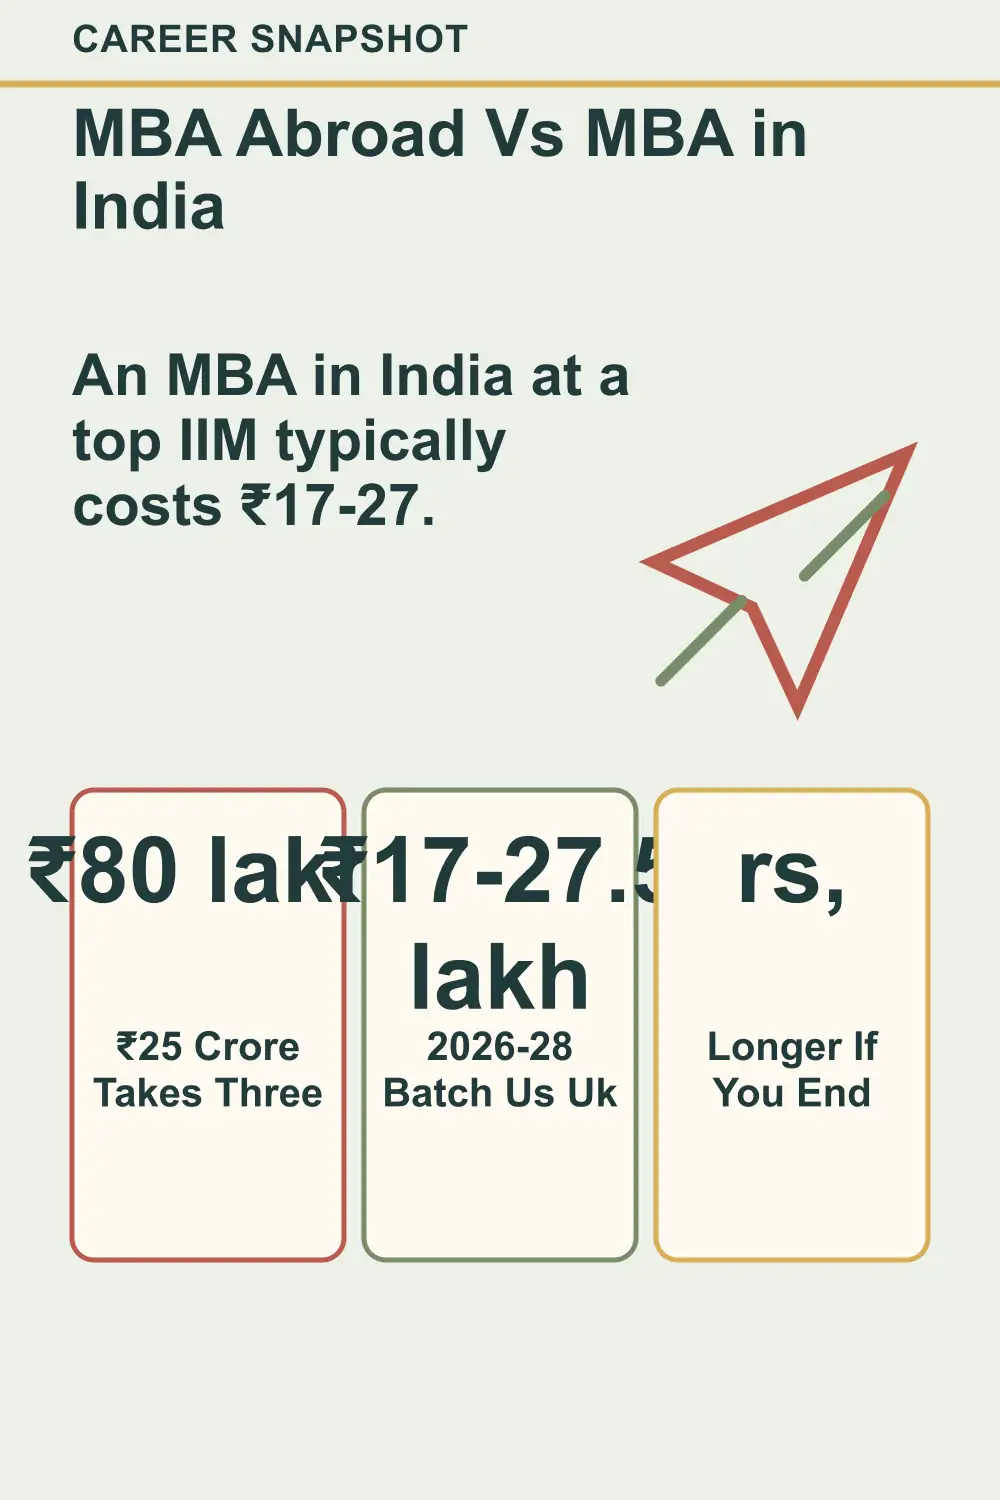 CAREER SNAPSHOT
MBA Abroad Vs MBA in
India
An MBA in India at a
top IIM typically
costs ₹17-27.
₹80 lak
₹25 Crore
Takes Three
₹17-27.5
lakh
2026-28
Batch Us Uk
rs,
Longer If
You End